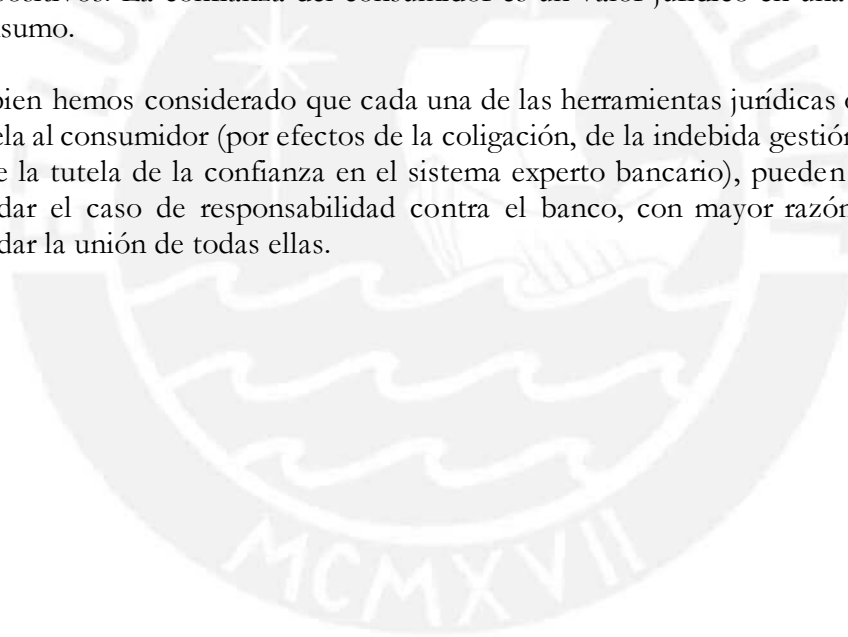 ositivos. La confianza del consumidor es un valor jurídico en una
sumo.
bien hemos considerado que cada una de las herramientas jurídicas
ela al consumidor (por efectos de la coligación, de la indebida gestión
e la tutela de la confianza en el sistema experto bancario), pueden
dar el caso de responsabilidad contra el banco, con mayor razón
dar la unión de todas ellas.
MCMXVII